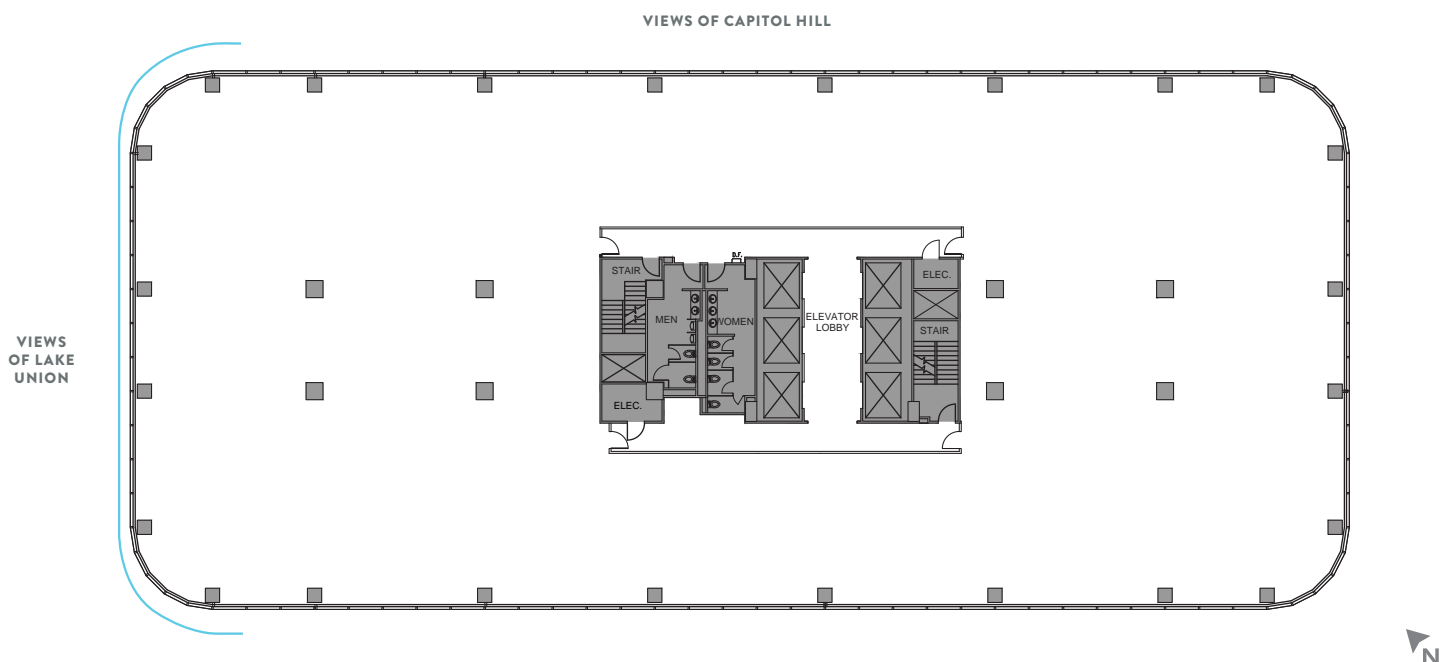 VIEWS OF CAPITOL HILL
D.F.
STAIR
ELEC.
MEN
WOMEN
ELEVATOR
LOBBY
STAIR
VIEWS
OF LAKE
UNION
ELEC.
N